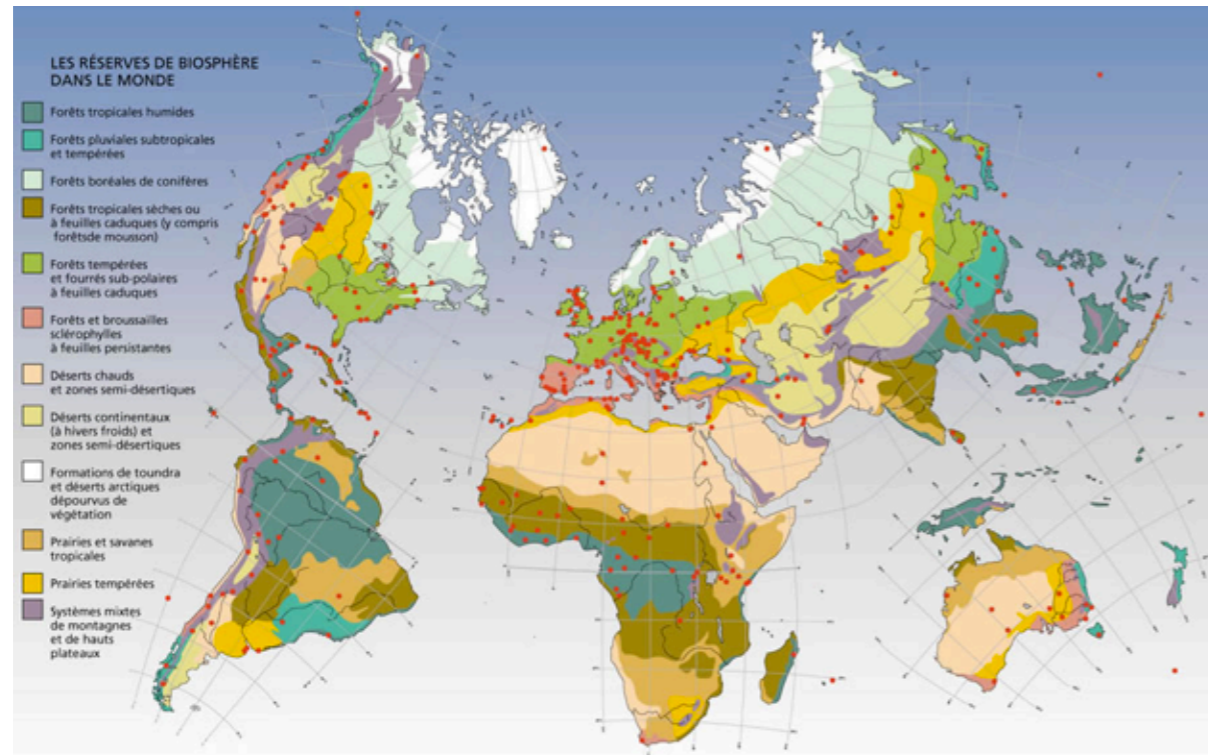 LES RÉSERVES DE BIOSPHÈRE
DANS LE MONDE
Forêts tropicales humides
Forêts pluviales subtropicales
et tempérées
Forêts boréales de conifères
Forêts tropicales sèches ou
à feuilles caduques (y compris
forêtsde mousson)
Forêts tempérées
et fourrés sub-polaires
à feuilles caduques
Forêts et broussailles
sclérophylles
à feuilles persistantes
Déserts chauds
et zones semi-désertiques
Déserts continentaux
(à hivers froids) et
zones semi-désertiques
Formations de toundra
et déserts arctiques
dépourvus de
végétation
Prairies et savanes
tropicales
Prairies tempérées
Systèmes mixtes
de montagnes
et de hauts
plateaux